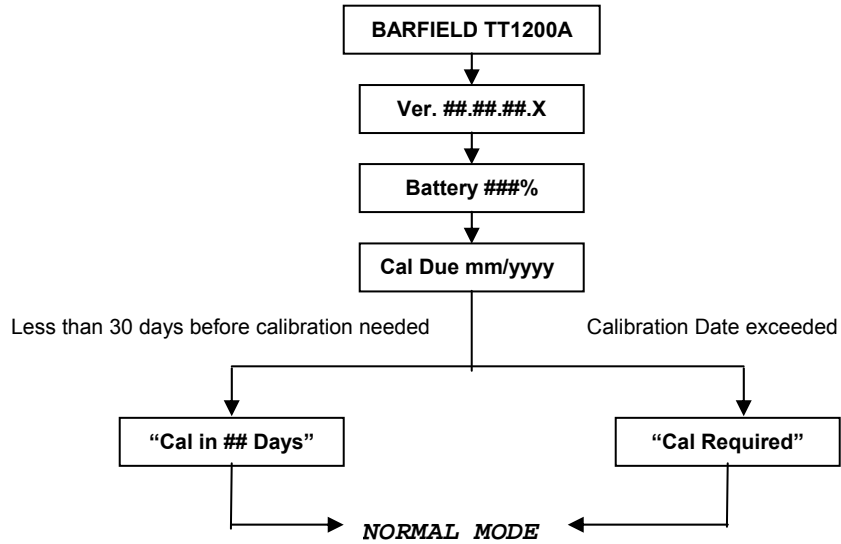 BARFIELD TT1200A
Ver. ##.##.##.X
Battery ###%
Cal Due mm/yyyy
Less than 30 days before calibration needed
Calibration Date exceeded
“Cal in ## Days”
“Cal Required”
NORMAL MODE